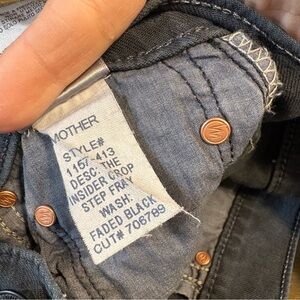 MOTHER
STYLE#
1157-413
DESC: THE
INSIDER CROP
STEP FRAY
WASH:
FADED BLACK
CUT# 706789